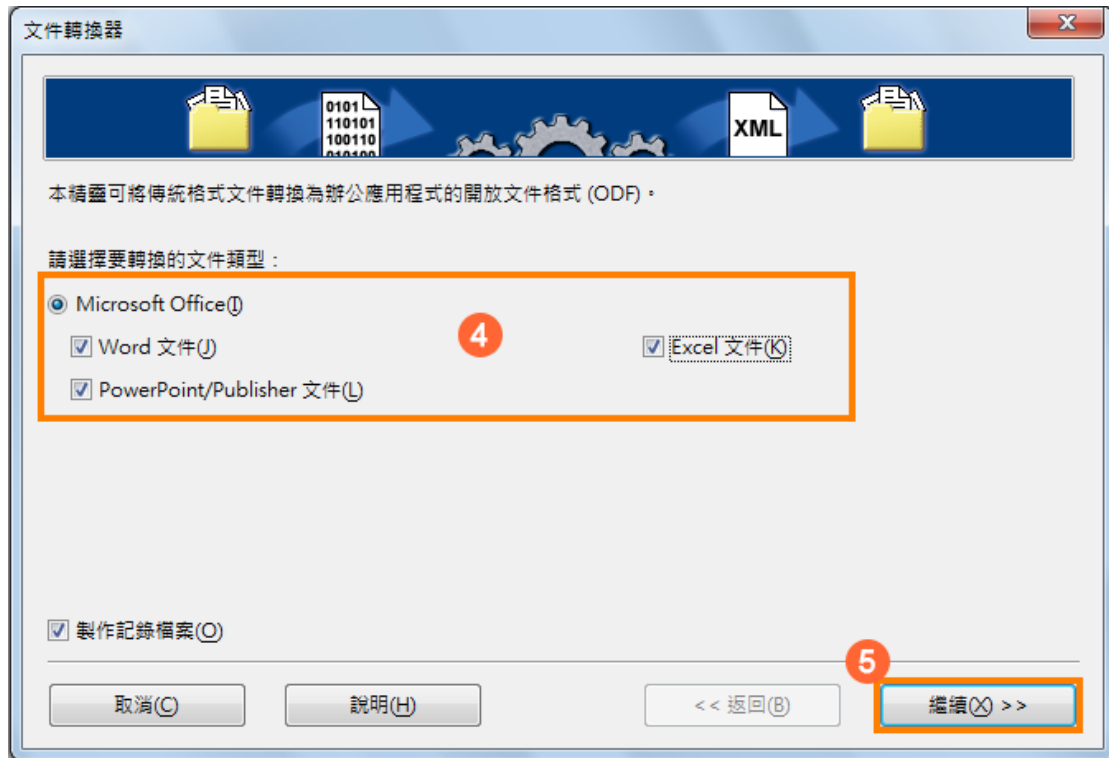 文件轉換器
0101
110101
100110
010100
XML
本精靈可將傳統格式文件轉換為辦公應用程式的開放文件格式 (ODF)。
請選擇要轉換的文件類型：
Microsoft Office(I)
4
Word 文件(J)
Excel 文件(K)
PowerPoint/Publisher 文件(L)
製作記錄檔案(O)
5
取消(C)
說明(H)
<< 返回(B)
繼續(X) >>